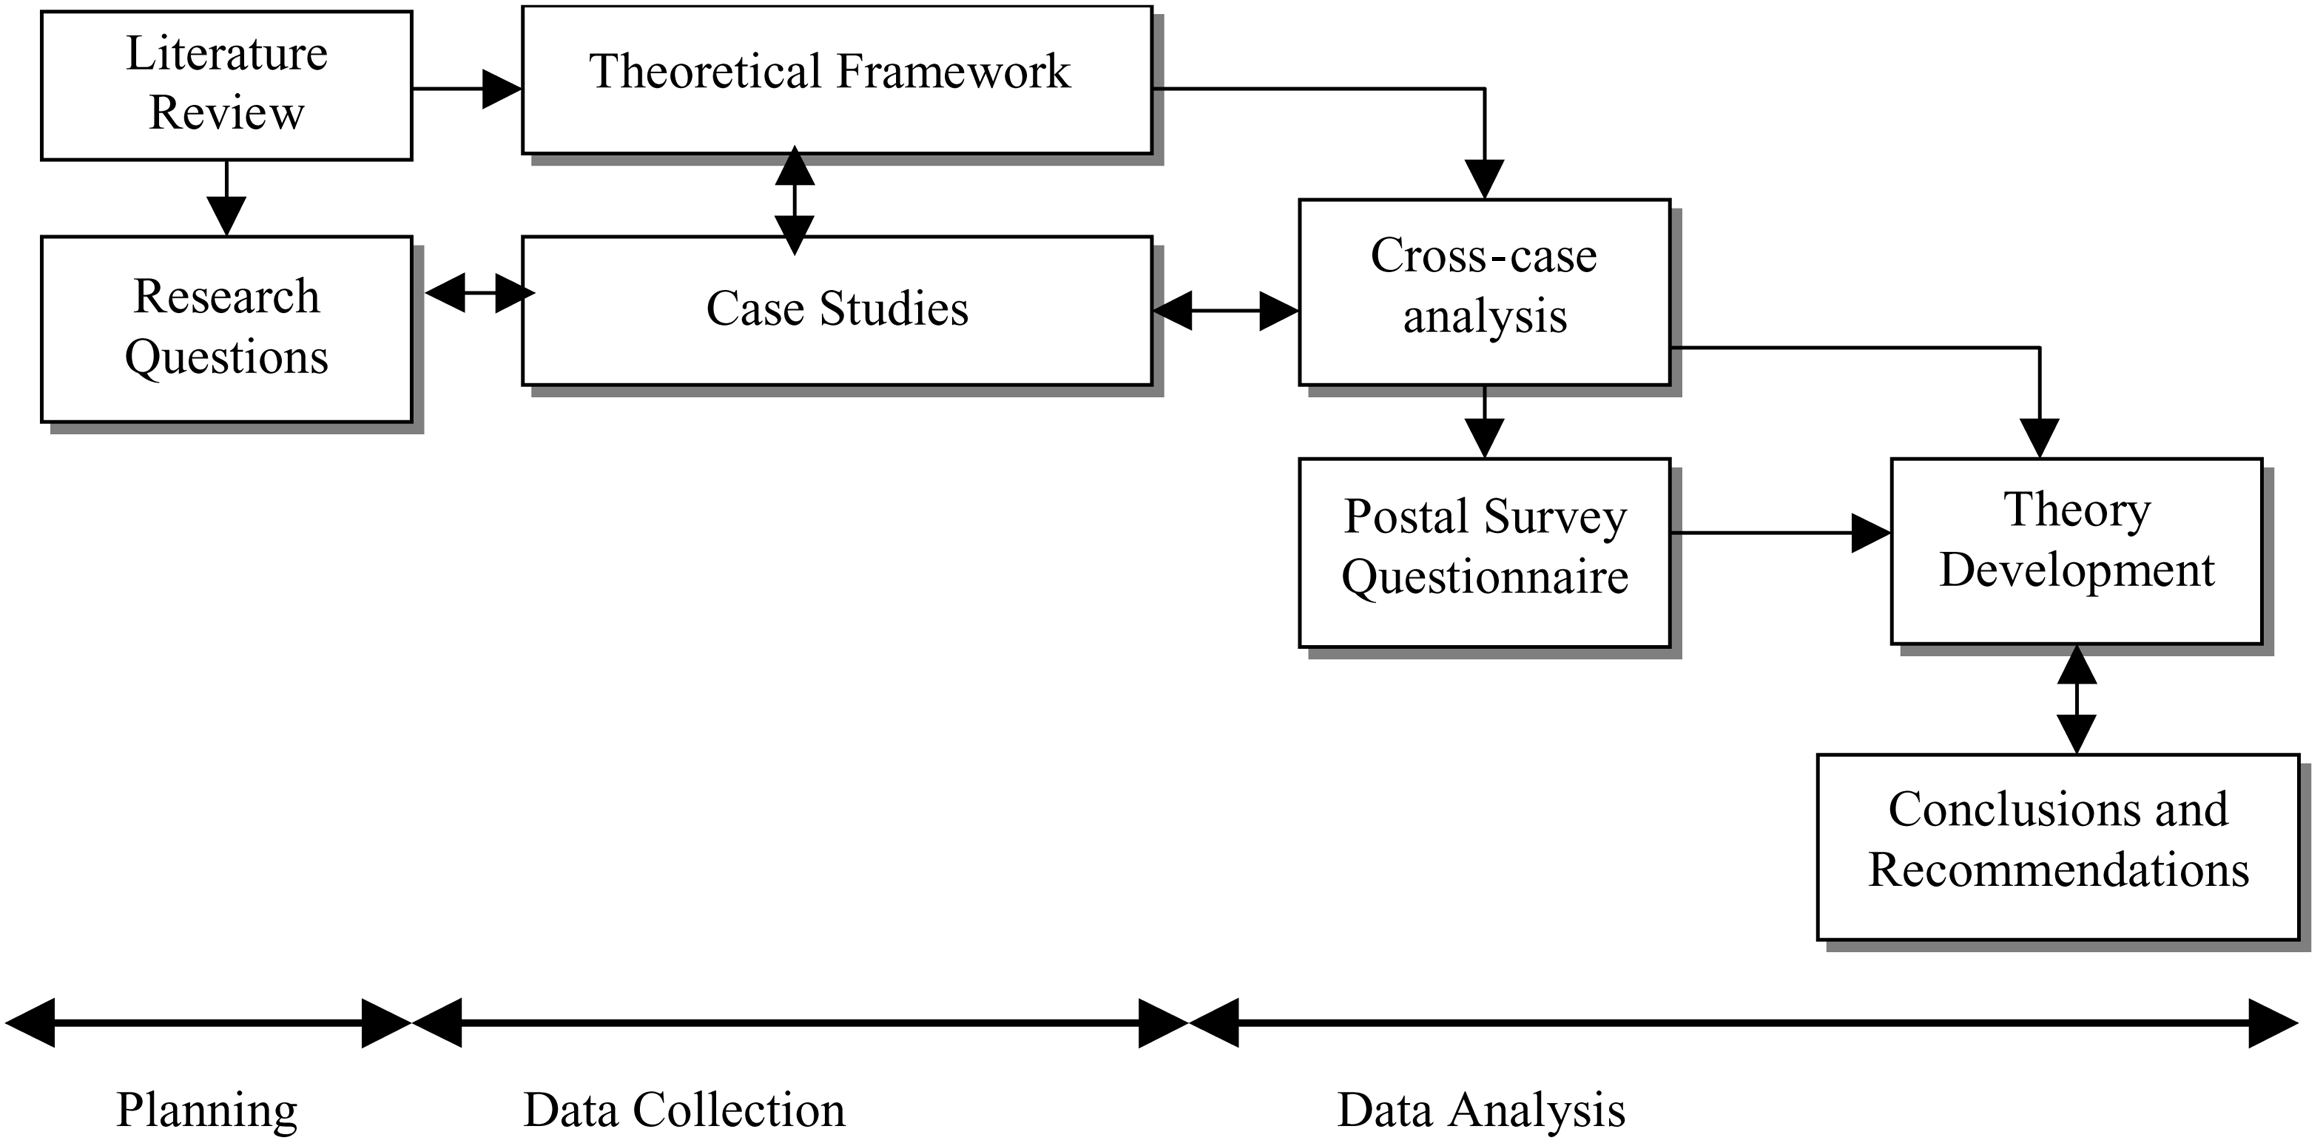 Literature
Review
Theoretical Framework
Research
Questions
Case Studies
Cross-case
analysis
Postal Survey
Questionnaire
Theory
Development
Conclusions and
Recommendations
Planning
Data Collection
Data Analysis